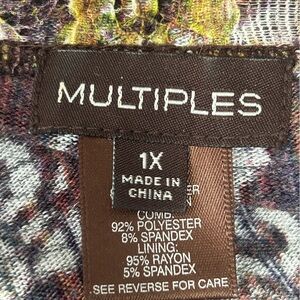 MULTIPLES
1X
MADE IN
CHINA
COMB:
92% POLYESTER
8% SPANDEX
LINING:
95% RAYON
5% SPANDEX
SEE REVERSE FOR CARE